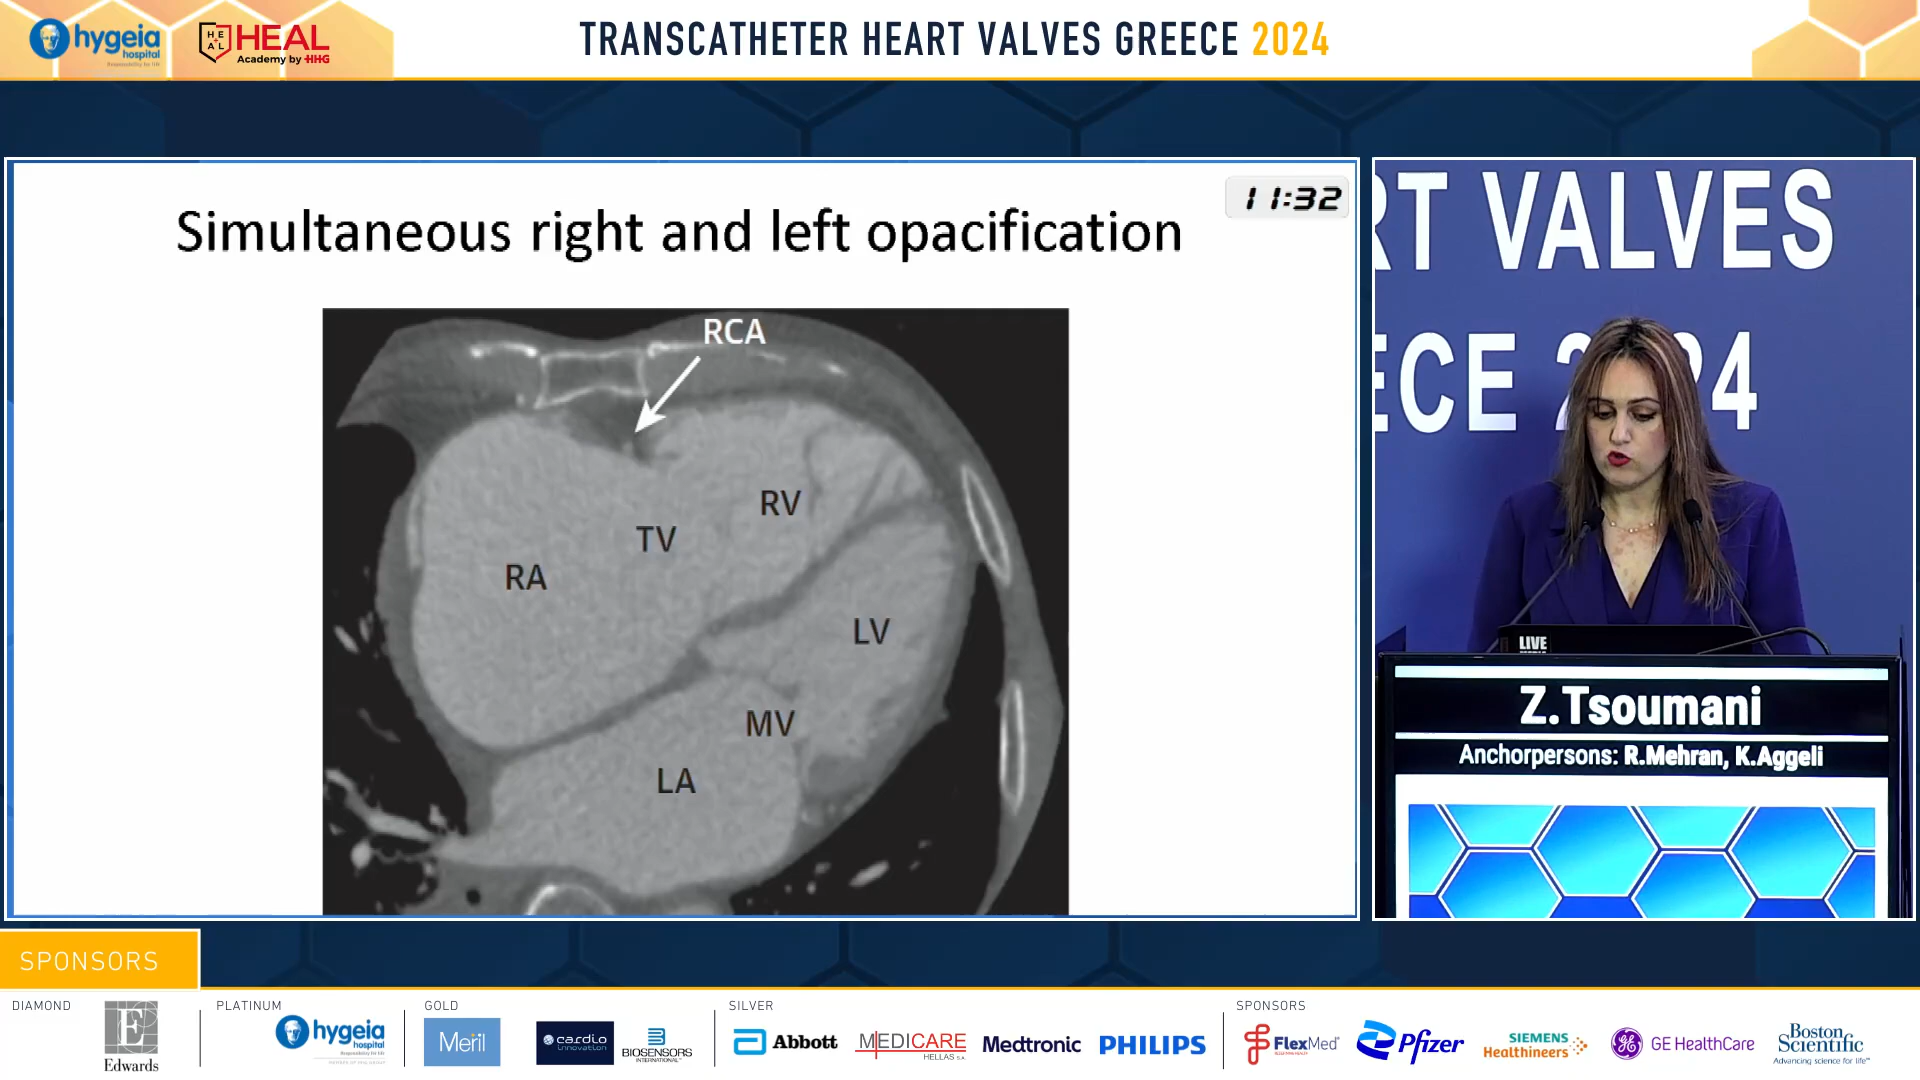 hygeia
hospital
HEAL
HEAL
Academy by HHG
TRANSCATHETER HEART VALVES GREECE 2024
11:32
Simultaneous right and left opacification
RCA
RV
TV
RA
LV
MV
LA
RT VALVES
ECE 2024
LIVE
Z.Tsoumani
Anchorpersons: R.Mehran, K.Aggeli
SPONSORS
DIAMOND
E
Edwards
PLATINUM
hygeia
hospital
GOLD
Meril
cardio
innovation
BIOSENSORS
INTERNATIONAL™
SILVER
Abbott
MEDICARE
HELLAS S.A.
Medtronic
PHILIPS
SPONSORS
FlexMed
Pfizer
SIEMENS
Healthineers
GE HealthCare
Boston
Scientific
Advancing science for life™